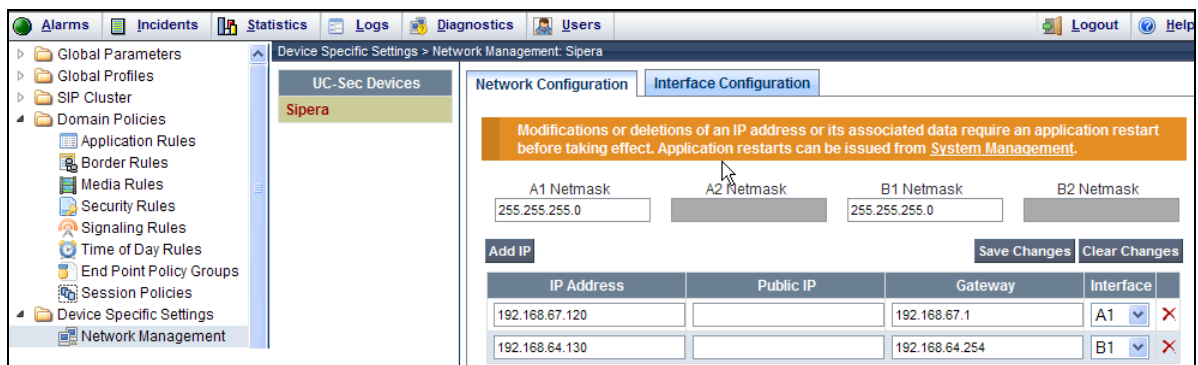 Alarms Incidents Statistics Logs Diagnostics Users Logout Help
Global Parameters
Global Profiles
SIP Cluster
Domain Policies
Application Rules
Border Rules
Media Rules
Security Rules
Signaling Rules
Time of Day Rules
End Point Policy Groups
Session Policies
Device Specific Settings
Network Management
Device Specific Settings > Network Management: Sipera
UC-Sec Devices
Sipera
Network Configuration Interface Configuration
Modifications or deletions of an IP address or its associated data require an application restart
before taking effect. Application restarts can be issued from System Management.
A1 Netmask A2 Netmask B1 Netmask B2 Netmask
255.255.255.0 255.255.255.0
Add IP Save Changes Clear Changes
IP Address Public IP Gateway Interface
192.168.67.120 192.168.67.1 A1
192.168.64.130 192.168.64.254 B1